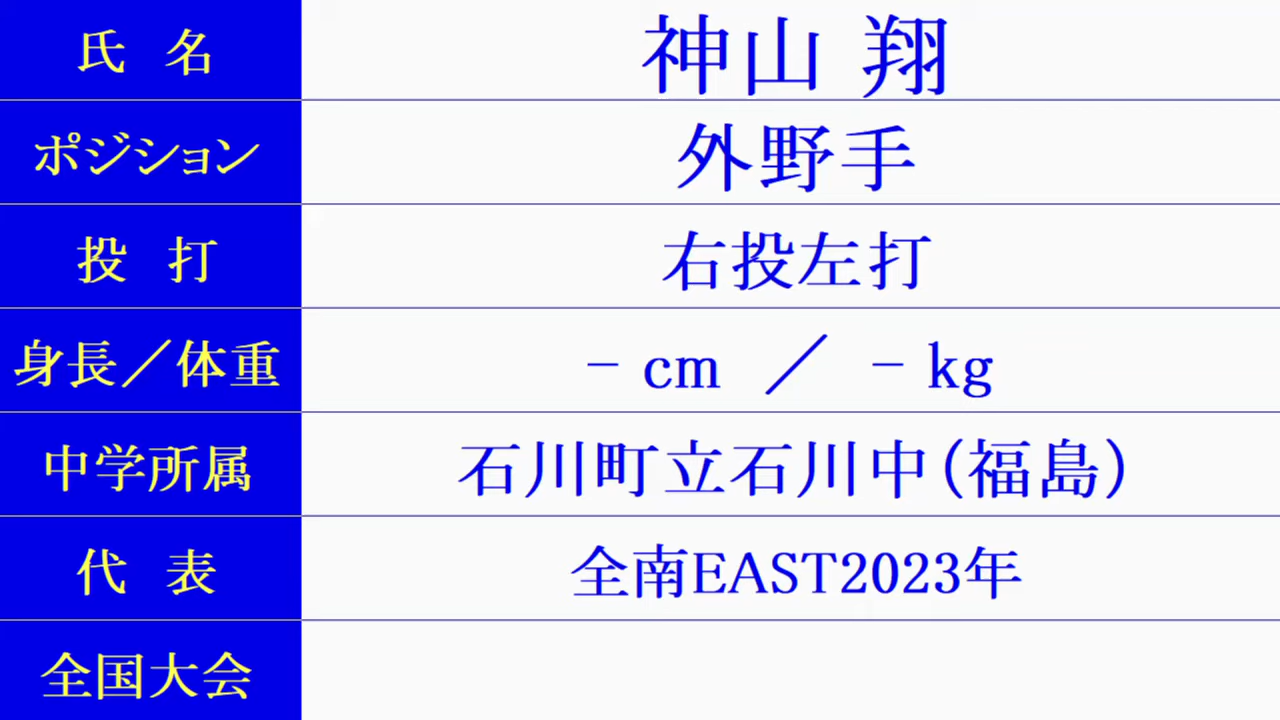 氏 名 神山 翔
ポジション 外野手
投 打 右投左打
身長／体重 − cm ／ − kg
中学所属 石川町立石川中(福島)
代 表 全南EAST2023年
全国大会